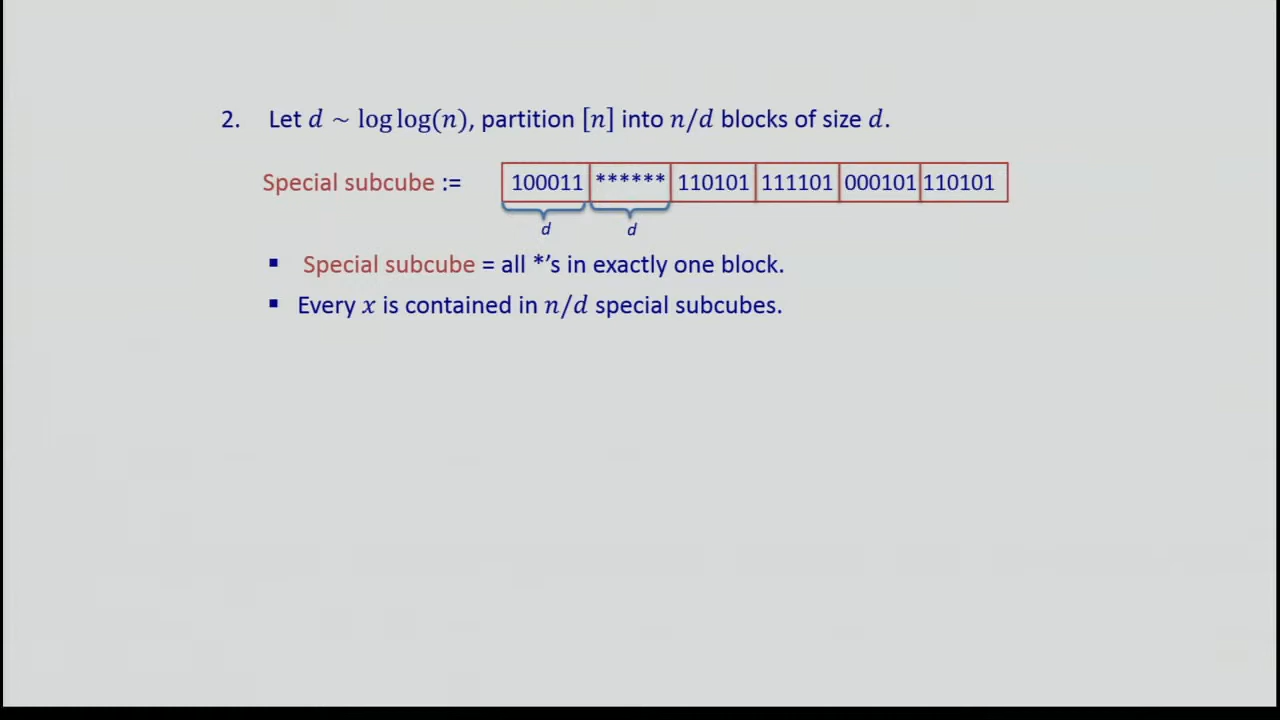 2. Let d ~ log log(n), partition [n] into n/d blocks of size d.
Special subcube := 100011 ****** 110101 111101 000101 110101
d d
▪ Special subcube = all *'s in exactly one block.
▪ Every x is contained in n/d special subcubes.